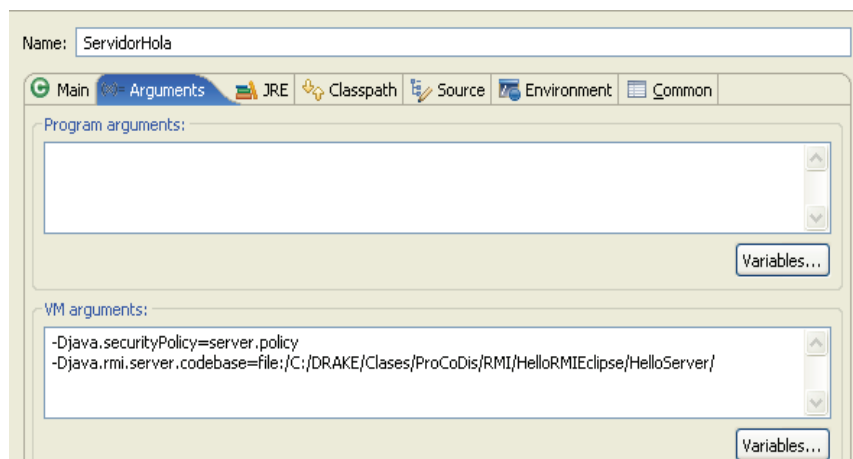 Name: ServidorHola
Main Arguments JRE Classpath Source Environment Common
Program arguments:
Variables...
VM arguments:
-Djava.securityPolicy=server.policy
-Djava.rmi.server.codebase=file:/C:/DRAKE/Clases/ProCoDis/RMI/HelloRMIEclipse/HelloServer/
Variables...